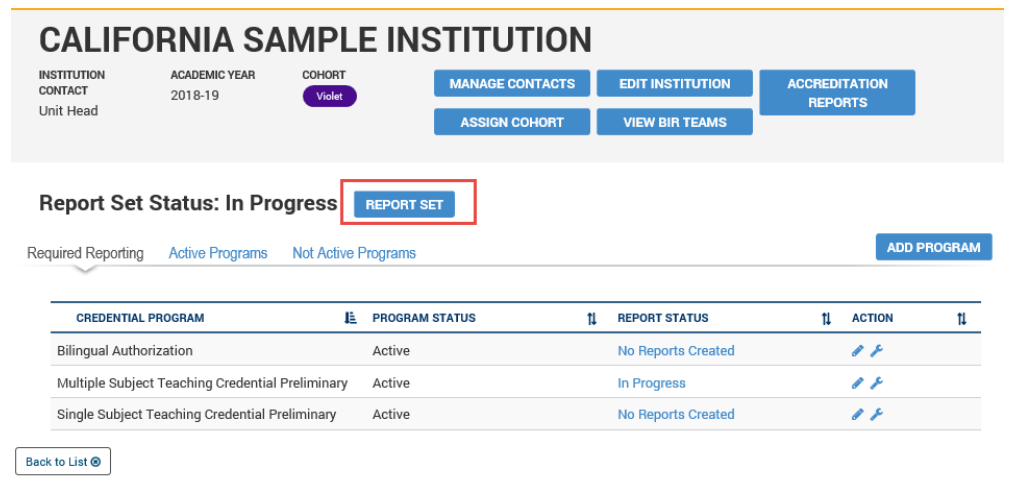 CALIFORNIA SAMPLE INSTITUTION
INSTITUTION CONTACT
Unit Head
ACADEMIC YEAR
2018-19
COHORT
Violet
MANAGE CONTACTS
EDIT INSTITUTION
ACCREDITATION REPORTS
ASSIGN COHORT
VIEW BIR TEAMS
Report Set Status: In Progress REPORT SET
Required Reporting Active Programs Not Active Programs ADD PROGRAM
CREDENTIAL PROGRAM PROGRAM STATUS REPORT STATUS ACTION
Bilingual Authorization Active No Reports Created
Multiple Subject Teaching Credential Preliminary Active In Progress
Single Subject Teaching Credential Preliminary Active No Reports Created
Back to List